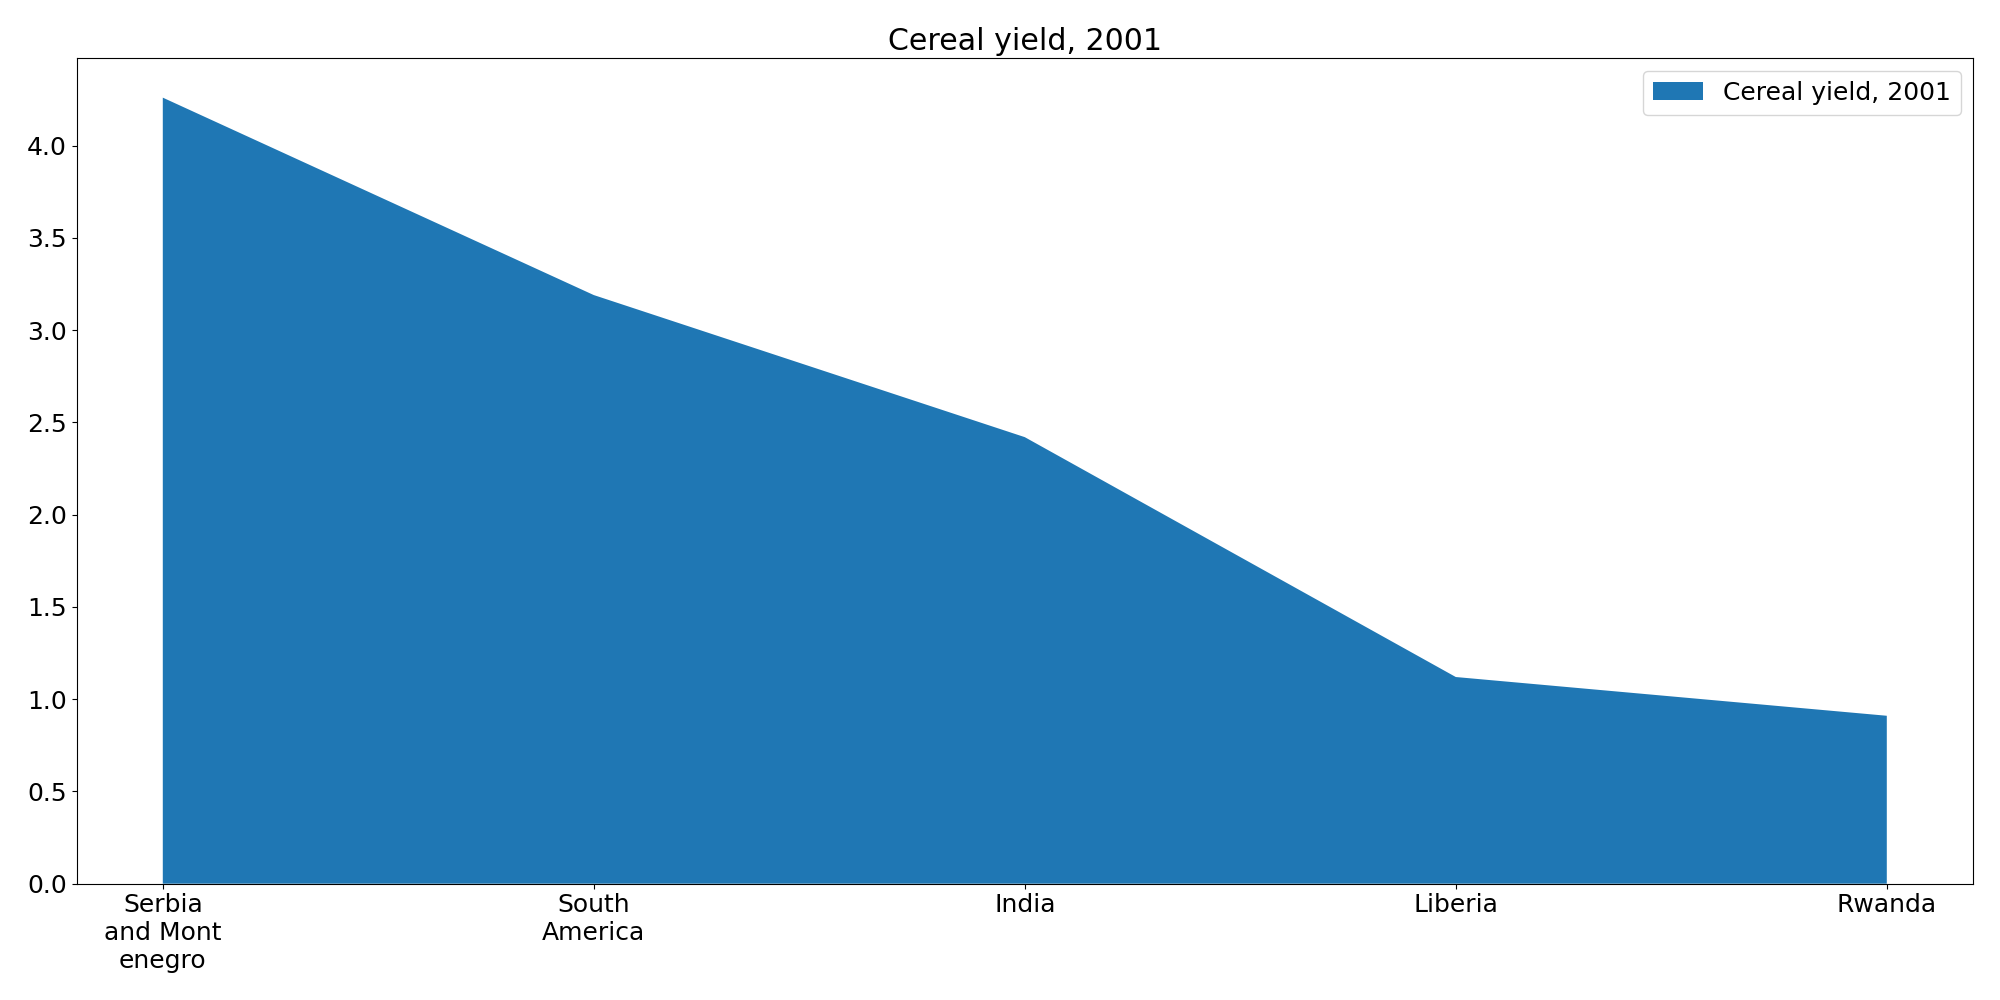 Cereal yield, 2001
Cereal yield, 2001
4.0
3.5
3.0
2.5
2.0
1.5
1.0
0.5
0.0
Serbia
and Mont
enegro
South
America
India
Liberia
Rwanda